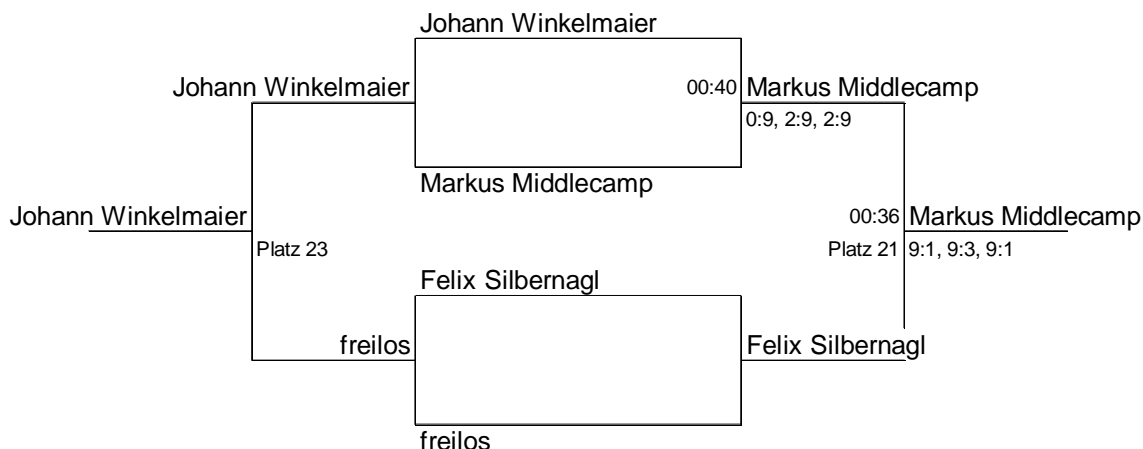 Johann Winkelmaier
Johann Winkelmaier
00:40
Markus Middlecamp
0:9, 2:9, 2:9
Markus Middlecamp
Johann Winkelmaier
00:36
Markus Middlecamp
Platz 23
Platz 21
9:1, 9:3, 9:1
Felix Silbernagl
freilos
Felix Silbernagl
freilos